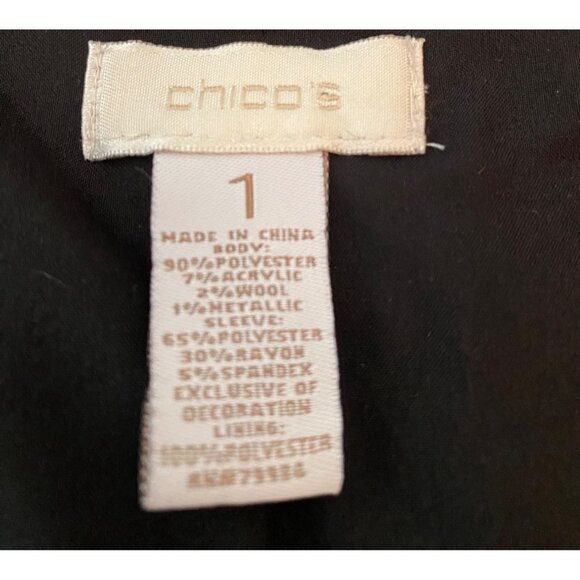 chico's
1
MADE IN CHINA
BODY:
90%POLYESTER
7%ACRYLIC
2%WOOL
1%METALLIC
SLEEVE:
65%POLYESTER
30%RAYON
5%SPANDEX
EXCLUSIVE OF
DECORATION
LINING:
100%POLYESTER